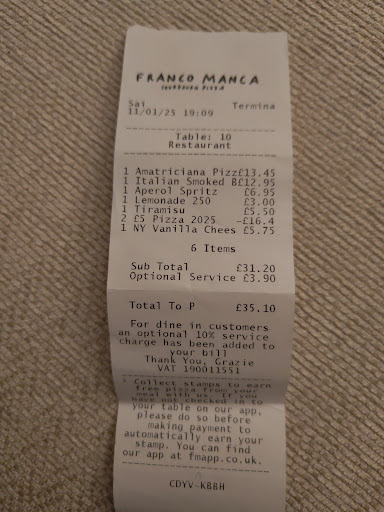 FRANCO MANCA
SOURDOUGH PIZZA
Sai Termina
11/01/25 19:09
Table: 10
Restaurant
1 Amatriciana Pizz£13.45
1 Italian Smoked B£12.95
1 Aperol Spritz £6.95
1 Lemonade 250 £3.00
1 Tiramisu £5.50
2 £5 Pizza 2025 -£16.4
1 NY Vanilla Chees £5.75
6 Items
Sub Total £31.20
Optional Service £3.90
Total To P £35.10
For dine in customers
an optional 10% service
charge has been added to
your bill
Thank You, Grazie
VAT 190011551
* Collect stamps to earn
free pizza from your
meal with us. If you
have not checked in to
your table on our app,
please do so before
making payment to
automatically earn your
stamp. You can find
our app at fmapp.co.uk.
CDYV-KBBH